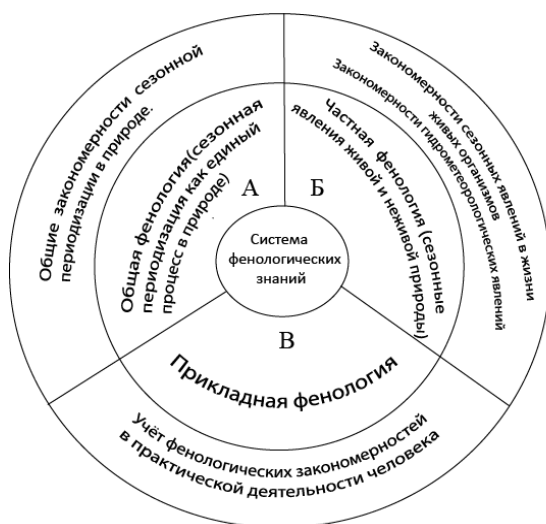 Общие закономерности сезонной
периодизации в природе.
Общая фенология(сезонная
периодизация как единый
процесс в природе)
А
Б
Частная фенология (сезонные
явления живой и неживой природы)
Закономерности сезонных явлений в жизни
живых организмов
Закономерности гидрометеорологических явлений
Система
фенологических
знаний
В
Прикладная фенология
Учёт фенологических закономерностей
в практической деятельности человека